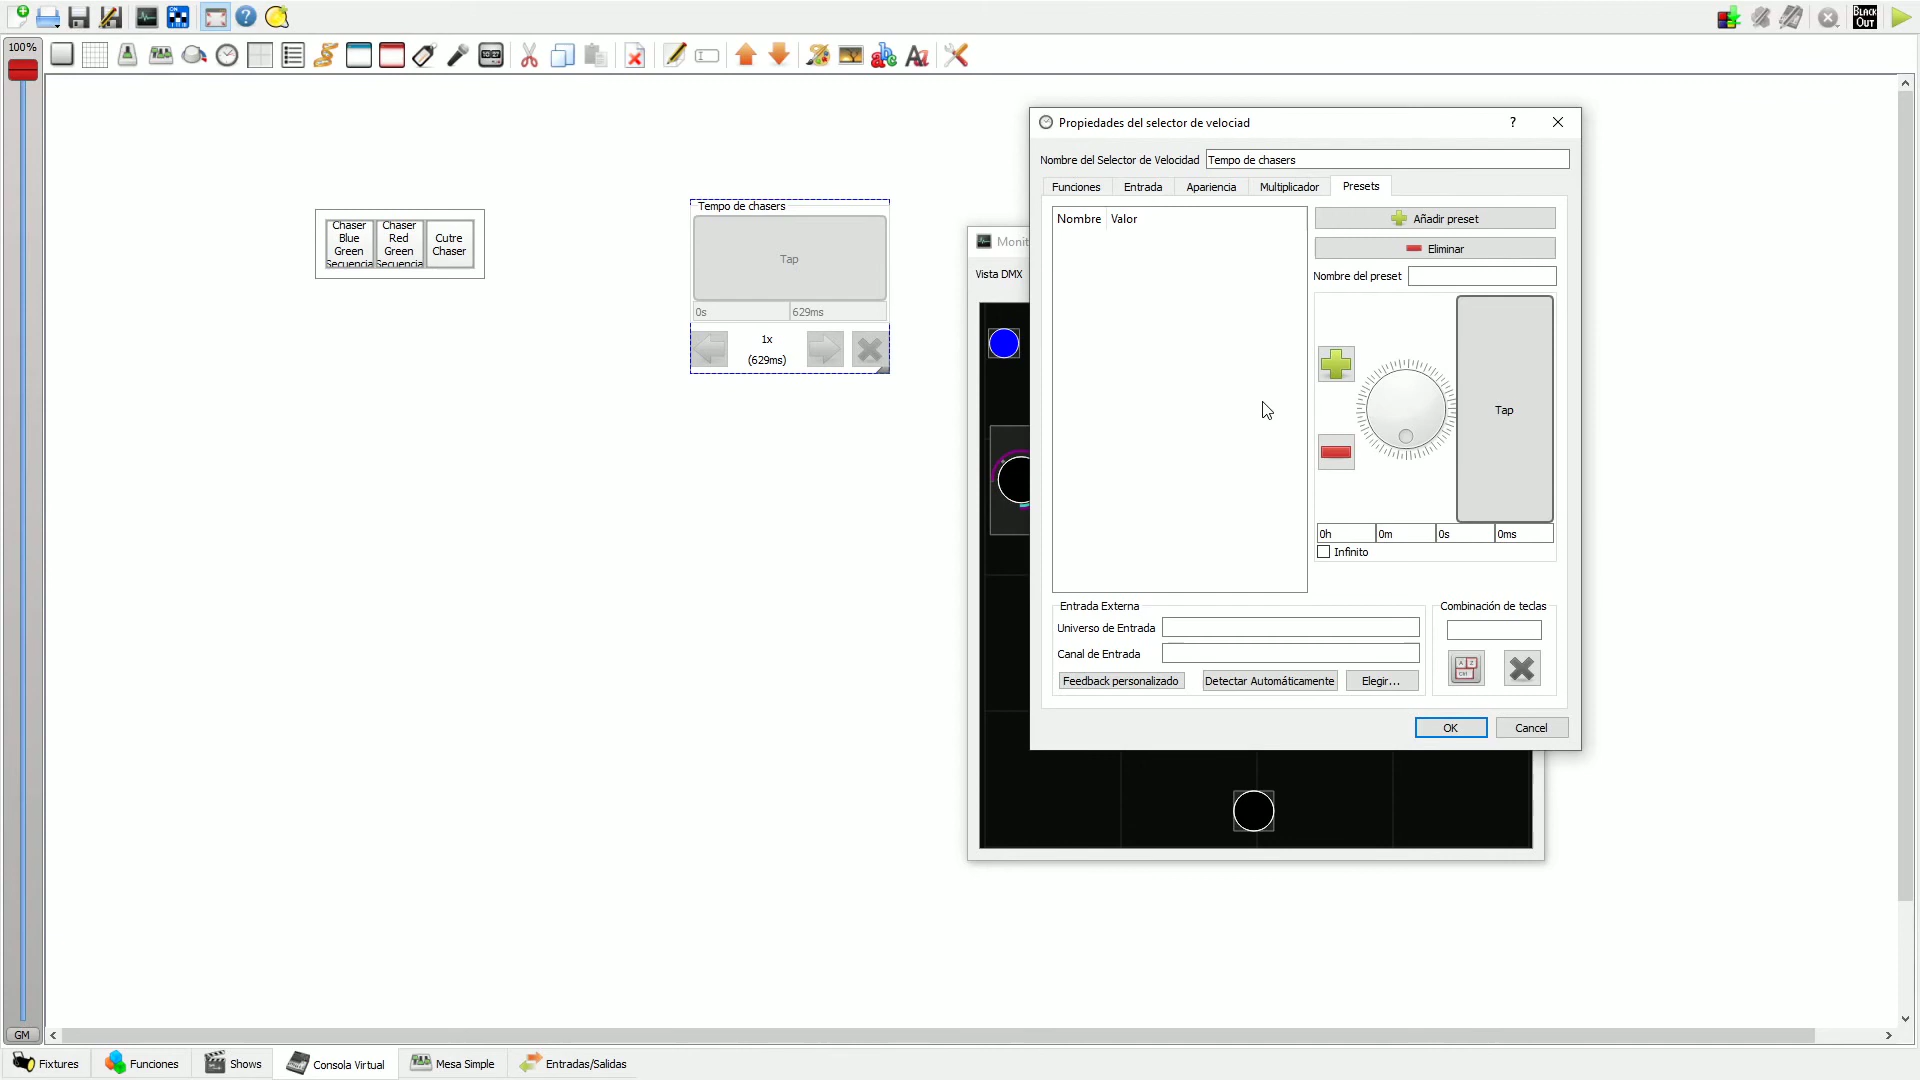 BLACK
OUT
100%
GM
Chaser
Blue
Green
Secuencia
Chaser
Red
Green
Secuencia
Cutre
Chaser
Tempo de chasers
Tap
0s
629ms
1x
(629ms)
Moni
Vista DMX
Propiedades del selector de velociad
?
Nombre del Selector de Velocidad
Tempo de chasers
Funciones
Entrada
Apariencia
Multiplicador
Presets
Nombre
Valor
Añadir preset
Eliminar
Nombre del preset
Tap
0h
0m
0s
0ms
Infinito
Entrada Externa
Universo de Entrada
Canal de Entrada
Feedback personalizado
Detectar Automáticamente
Elegir...
Combinación de teclas
OK
Cancel
Fixtures
Funciones
Shows
Consola Virtual
Mesa Simple
Entradas/Salidas